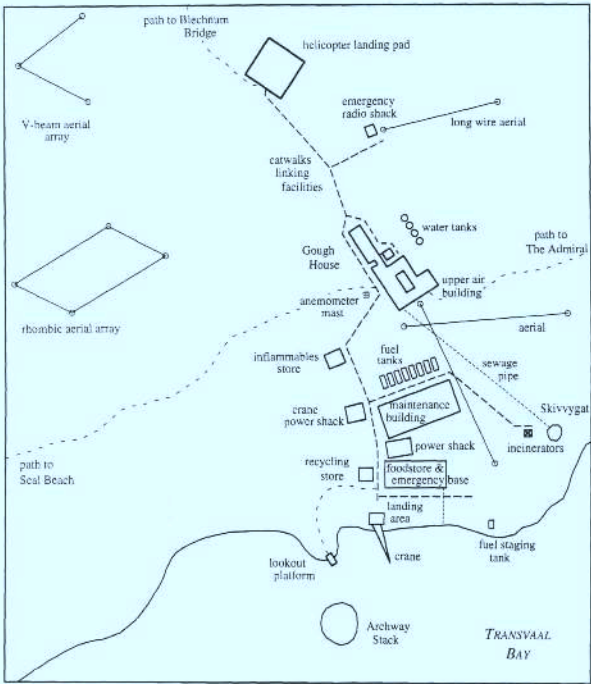 path to Blechnum
Bridge
helicopter landing pad
V-beam aerial
array
emergency
radio shack
long wire aerial
catwalks
linking
facilities
water tanks
path to
The Admiral
Gough
House
upper air
building
anemometer
mast
rhombic aerial array
aerial
inflammables
store
fuel
tanks
sewage
pipe
crane
power shack
maintenance
building
Skivvygat
incinerators
power shack
path to
Seal Beach
recycling
store
foodstore &
emergency base
landing
area
fuel staging
tank
crane
lookout
platform
Archway
Stack
TRANSVAAL
BAY